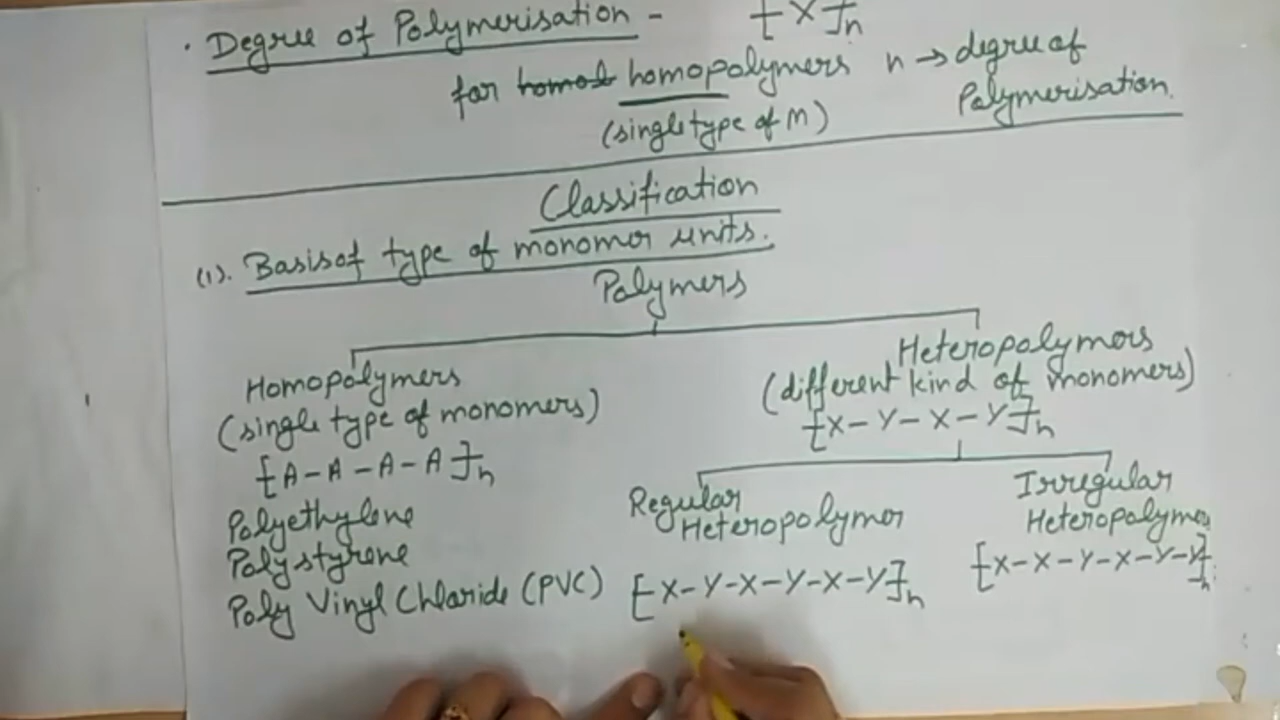 . Degree of Polymerisation - [X]n
for homopolymers n → degree of
Polymerisation.
(single type of M)
Classification
(1). Basis of type of monomer units.
Polymers
Homopolymers
(single type of monomers)
[A-A-A-A]n
Polyethylene
Polystyrene
Poly Vinyl Chloride (PVC)
Heteropolymers
(different kind of monomers)
[X-Y-X-Y]n
Regular
Heteropolymer
[X-Y-X-Y-X-Y]n
Irregular
Heteropolymer
[X-X-Y-X-Y-Y]n